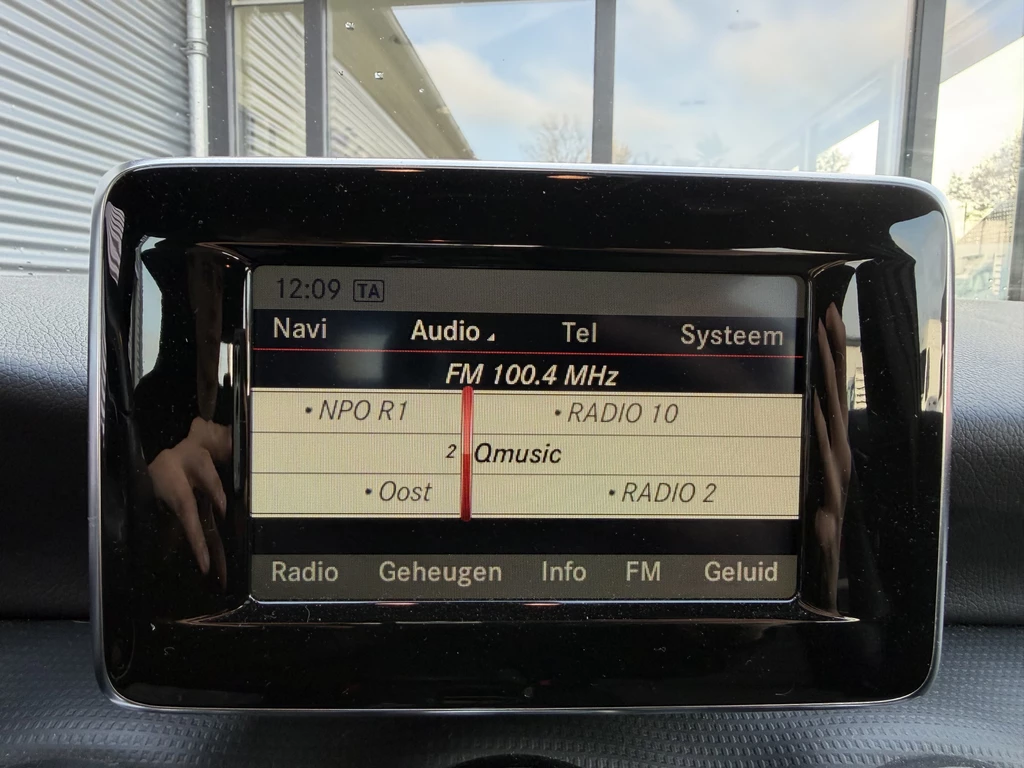 12:09 TA
Navi Audio Tel Systeem
FM 100.4 MHz
• NPO R1 • RADIO 10
2 Qmusic
• Oost • RADIO 2
Radio Geheugen Info FM Geluid